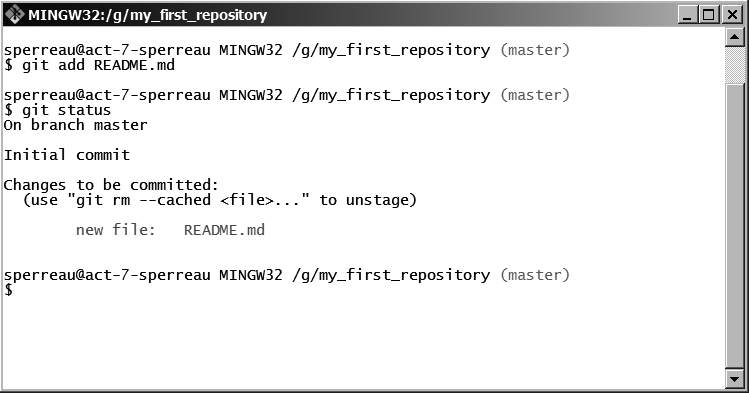 MINGW32:/g/my_first_repository
sperreau@act-7-sperreau MINGW32 /g/my_first_repository (master)
$ git add README.md
sperreau@act-7-sperreau MINGW32 /g/my_first_repository (master)
$ git status
On branch master
Initial commit
Changes to be committed:
(use "git rm --cached <file>..." to unstage)
new file: README.md
sperreau@act-7-sperreau MINGW32 /g/my_first_repository (master)
$